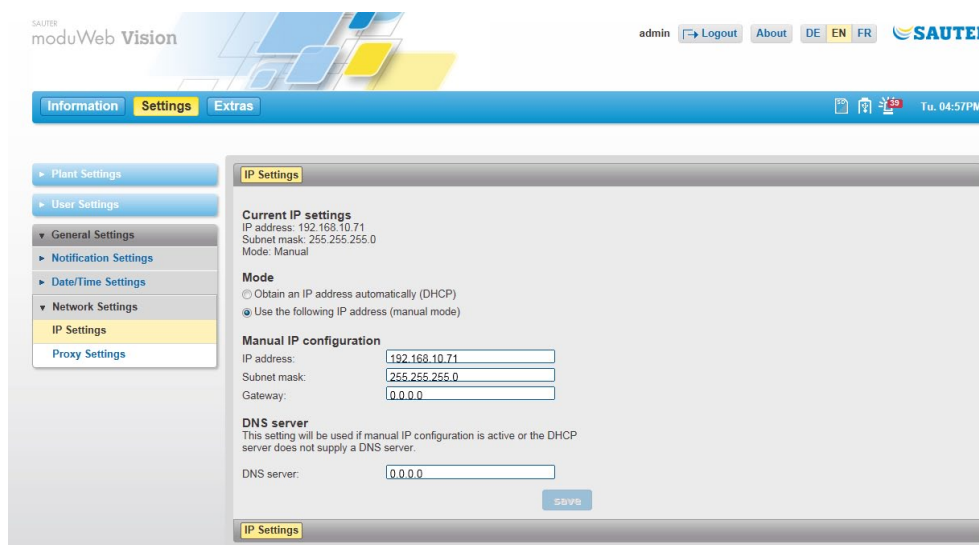 SAUTER
moduWeb Vision
admin Logout About DE EN FR SAUTER
Information Settings Extras
39 Tu. 04:57PM
Plant Settings
User Settings
General Settings
Notification Settings
Date/Time Settings
Network Settings
IP Settings
Proxy Settings
IP Settings
Current IP settings
IP address: 192.168.10.71
Subnet mask: 255.255.255.0
Mode: Manual
Mode
Obtain an IP address automatically (DHCP)
Use the following IP address (manual mode)
Manual IP configuration
IP address: 192.168.10.71
Subnet mask: 255.255.255.0
Gateway: 0.0.0.0
DNS server
This setting will be used if manual IP configuration is active or the DHCP
server does not supply a DNS server.
DNS server: 0.0.0.0
save
IP Settings